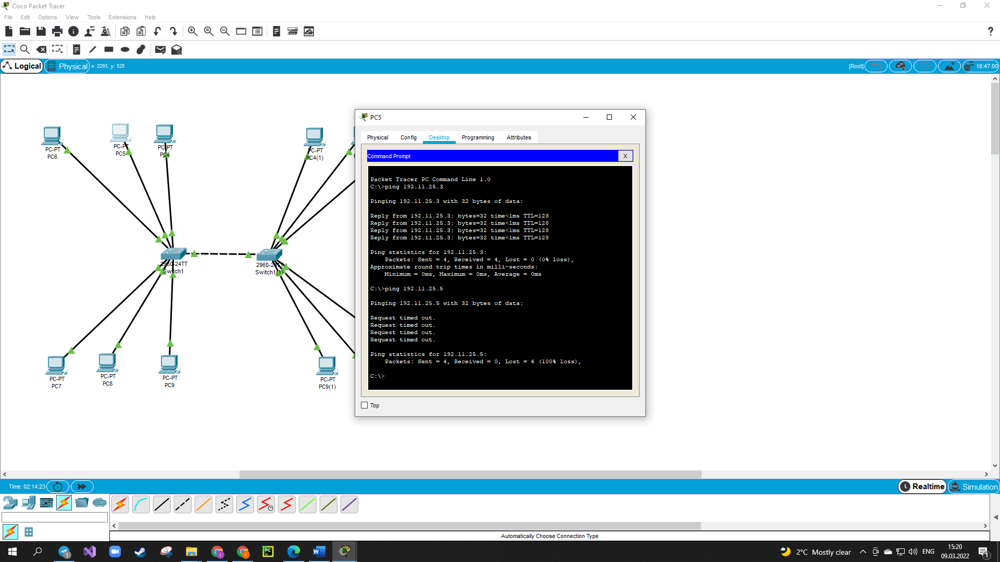 Cisco Packet Tracer
File Edit Options View Tools Extensions Help
Logical Physical x: 2293, y: 525 [Root] 16:47:00
PC-PT
PC6
PC-PT
PC5
PC-PT
PC4
PC-PT
PC4(1)
2960-24TT
Switch1
2960-24TT
Switch1(1)
PC-PT
PC7
PC-PT
PC8
PC-PT
PC9
PC-PT
PC9(1)
PC5
Physical Config Desktop Programming Attributes
Command Prompt X
Packet Tracer PC Command Line 1.0
C:\>ping 192.11.25.3
Pinging 192.11.25.3 with 32 bytes of data:
Reply from 192.11.25.3: bytes=32 time<1ms TTL=128
Reply from 192.11.25.3: bytes=32 time<1ms TTL=128
Reply from 192.11.25.3: bytes=32 time<1ms TTL=128
Reply from 192.11.25.3: bytes=32 time<1ms TTL=128
Ping statistics for 192.11.25.3:
Packets: Sent = 4, Received = 4, Lost = 0 (0% loss),
Approximate round trip times in milli-seconds:
Minimum = 0ms, Maximum = 0ms, Average = 0ms
C:\>ping 192.11.25.5
Pinging 192.11.25.5 with 32 bytes of data:
Request timed out.
Request timed out.
Request timed out.
Request timed out.
Ping statistics for 192.11.25.5:
Packets: Sent = 4, Received = 0, Lost = 4 (100% loss),
C:\>
Top
Time: 02:14:23 Realtime Simulation
Automatically Choose Connection Type
2°C Mostly clear ENG 15:20
09.03.2022